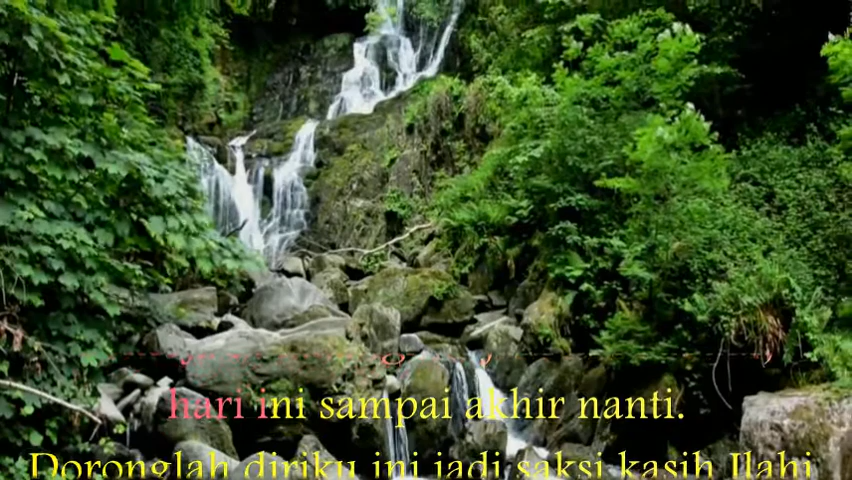 hari ini sampai akhir nanti.
Doronglah diriku ini jadi saksi kasih Ilahi